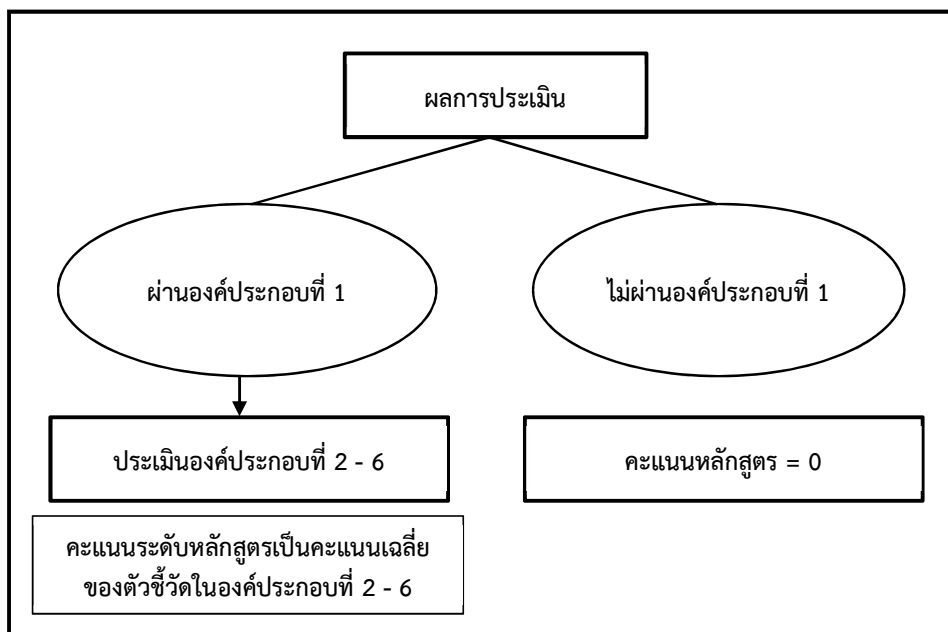 ผลการประเมิน
ผ่านองค์ประกอบที่ 1
ไม่ผ่านองค์ประกอบที่ 1
ประเมินองค์ประกอบที่ 2 - 6
คะแนนหลักสูตร = 0
คะแนนระดับหลักสูตรเป็นคะแนนเฉลี่ย
ของตัวชี้วัดในองค์ประกอบที่ 2 - 6